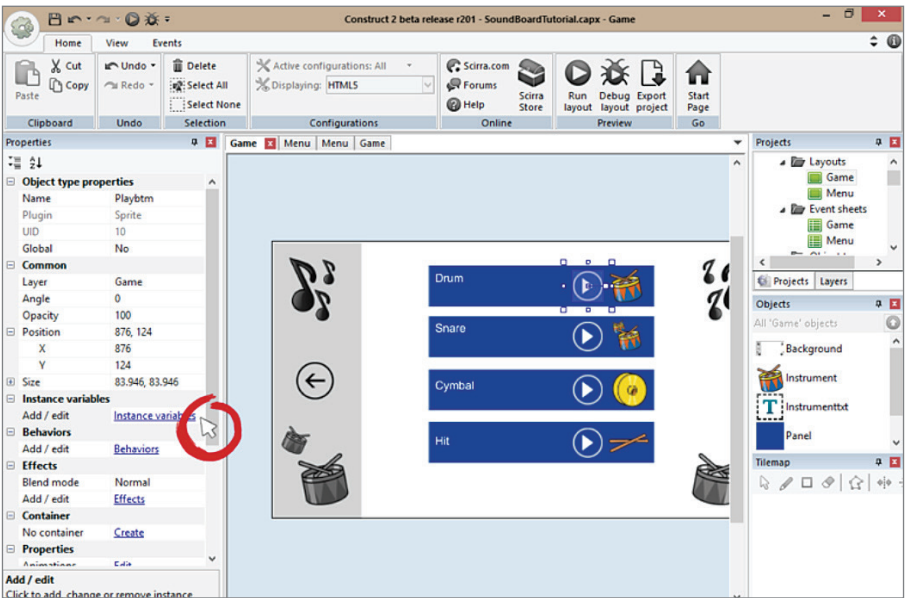 Construct 2 beta release r201 - SoundBoardTutorial.capx - Game
Home View Events
Paste
Cut
Copy
Clipboard
Undo
Redo
Undo
Delete
Select All
Select None
Selection
Active configurations: All
Displaying: HTML5
Configurations
Scirra.com
Forums
Help
Scirra Store
Online
Run layout
Debug layout
Export project
Preview
Start Page
Go
Properties
Object type properties
Name Playbtm
Plugin Sprite
UID 10
Global No
Common
Layer Game
Angle 0
Opacity 100
Position 876, 124
X 876
Y 124
Size 83.946, 83.946
Instance variables
Add / edit Instance variables
Behaviors
Add / edit Behaviors
Effects
Blend mode Normal
Add / edit Effects
Container
No container Create
Properties
Animations Edit
Add / edit
Click to add, change or remove instance
Game Menu Menu Game
Drum
Snare
Cymbal
Hit
Projects
Layouts
Game
Menu
Event sheets
Game
Menu
Projects Layers
Objects
All 'Game' objects
Background
Instrument
T Instrumenttxt
Panel
Tilemap